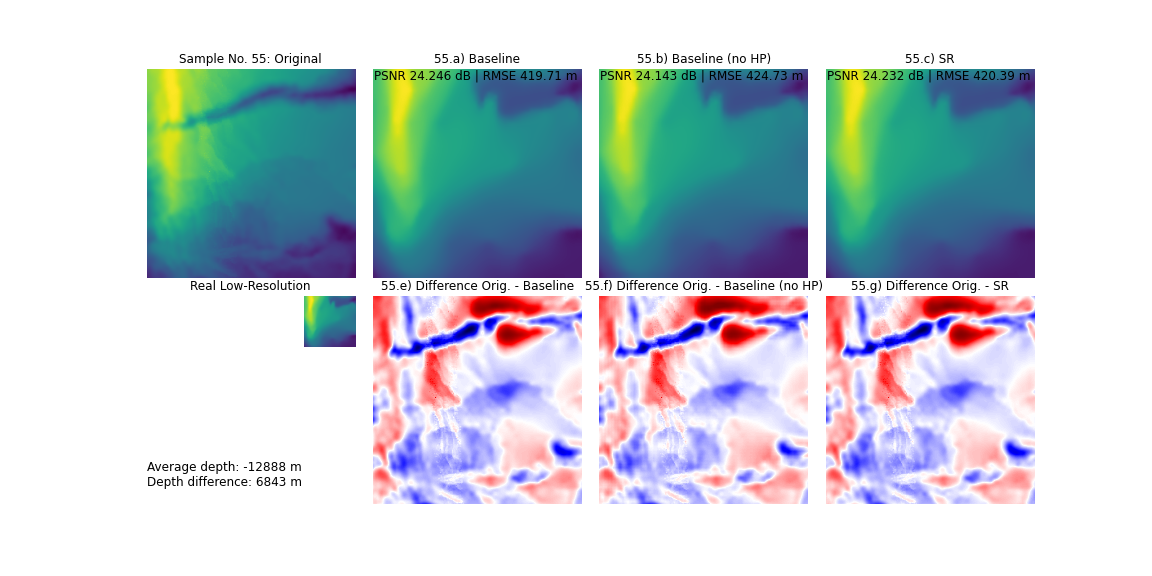 Sample No. 55: Original
55.a) Baseline
55.b) Baseline (no HP)
55.c) SR
PSNR 24.246 dB | RMSE 419.71 m
PSNR 24.143 dB | RMSE 424.73 m
PSNR 24.232 dB | RMSE 420.39 m
Real Low-Resolution
55.e) Difference Orig. - Baseline
55.f) Difference Orig. - Baseline (no HP)
55.g) Difference Orig. - SR
Average depth: -12888 m
Depth difference: 6843 m